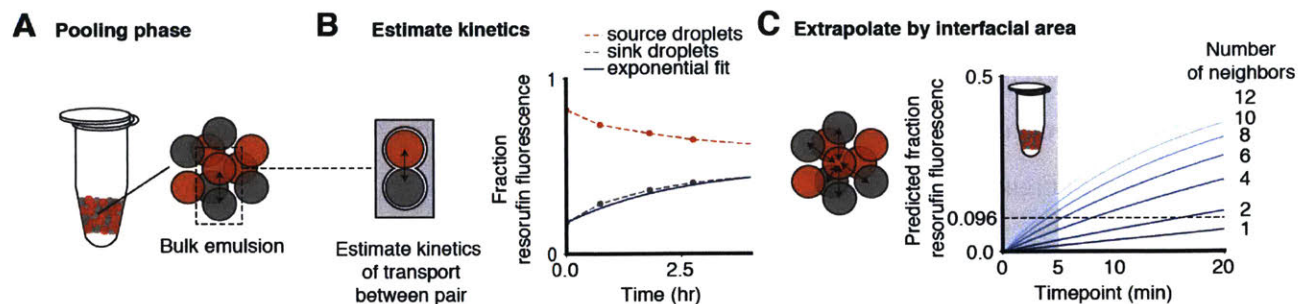 A Pooling phase
Bulk emulsion
B Estimate kinetics
Estimate kinetics
of transport
between pair
source droplets
sink droplets
exponential fit
Fraction
resorufin fluorescence
1
0
0.0
2.5
Time (hr)
C Extrapolate by interfacial area
Predicted fraction
resorufin fluorescenc
0.5
0.096
0.0
0
5
10
20
Timepoint (min)
Number
of neighbors
12
10
8
6
4
2
1